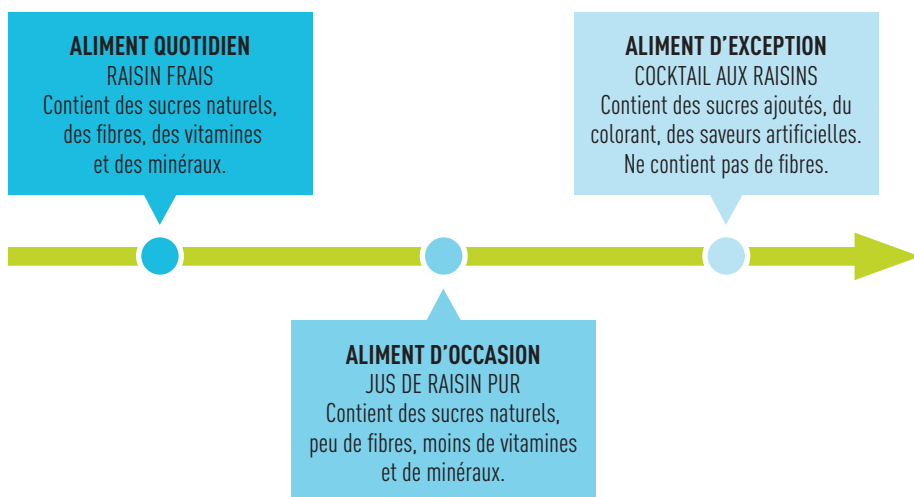 ALIMENT QUOTIDIEN
RAISIN FRAIS
Contient des sucres naturels,
des fibres, des vitamines
et des minéraux.
ALIMENT D'OCCASION
JUS DE RAISIN PUR
Contient des sucres naturels,
peu de fibres, moins de vitamines
et de minéraux.
ALIMENT D'EXCEPTION
COCKTAIL AUX RAISINS
Contient des sucres ajoutés, du
colorant, des saveurs artificielles.
Ne contient pas de fibres.